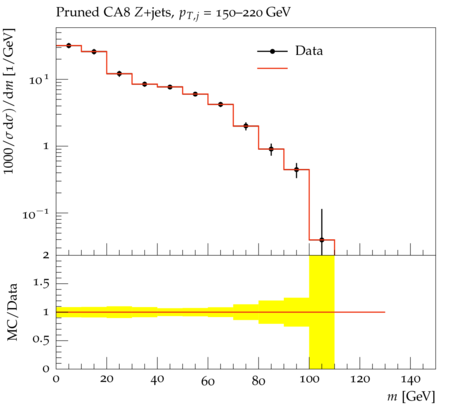 Pruned CA8 Z+jets, p_{T,j} = 150–220 GeV
Data
1000/σ dσ)/dm [1/GeV]
10^1
1
10^{−1}
2
1.5
1
0.5
0
MC/Data
0 20 40 60 80 100 120 140
m [GeV]